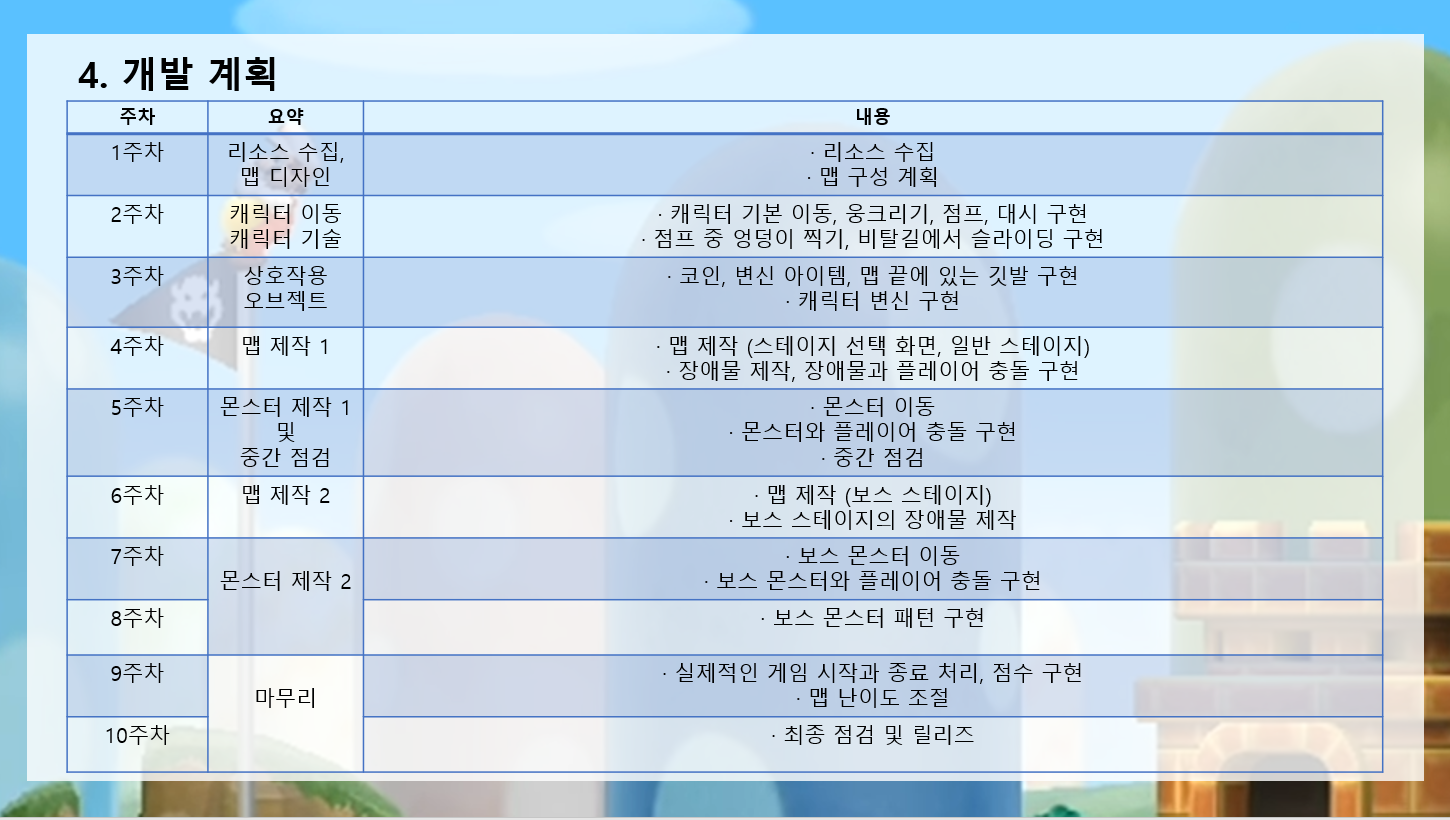 4. 개발 계획
주차 요약 내용
1주차 리소스 수집, · 리소스 수집
맵 디자인 · 맵 구성 계획
2주차 캐릭터 이동 · 캐릭터 기본 이동, 웅크리기, 점프, 대시 구현
캐릭터 기술 · 점프 중 엉덩이 찍기, 비탈길에서 슬라이딩 구현
3주차 상호작용 · 코인, 변신 아이템, 맵 끝에 있는 깃발 구현
오브젝트 · 캐릭터 변신 구현
4주차 맵 제작 1 · 맵 제작 (스테이지 선택 화면, 일반 스테이지)
· 장애물 제작, 장애물과 플레이어 충돌 구현
5주차 몬스터 제작 1 · 몬스터 이동
및 · 몬스터와 플레이어 충돌 구현
중간 점검 · 중간 점검
6주차 맵 제작 2 · 맵 제작 (보스 스테이지)
· 보스 스테이지의 장애물 제작
7주차 · 보스 몬스터 이동
몬스터 제작 2 · 보스 몬스터와 플레이어 충돌 구현
8주차 · 보스 몬스터 패턴 구현
9주차 · 실제적인 게임 시작과 종료 처리, 점수 구현
마무리 · 맵 난이도 조절
10주차 · 최종 점검 및 릴리즈